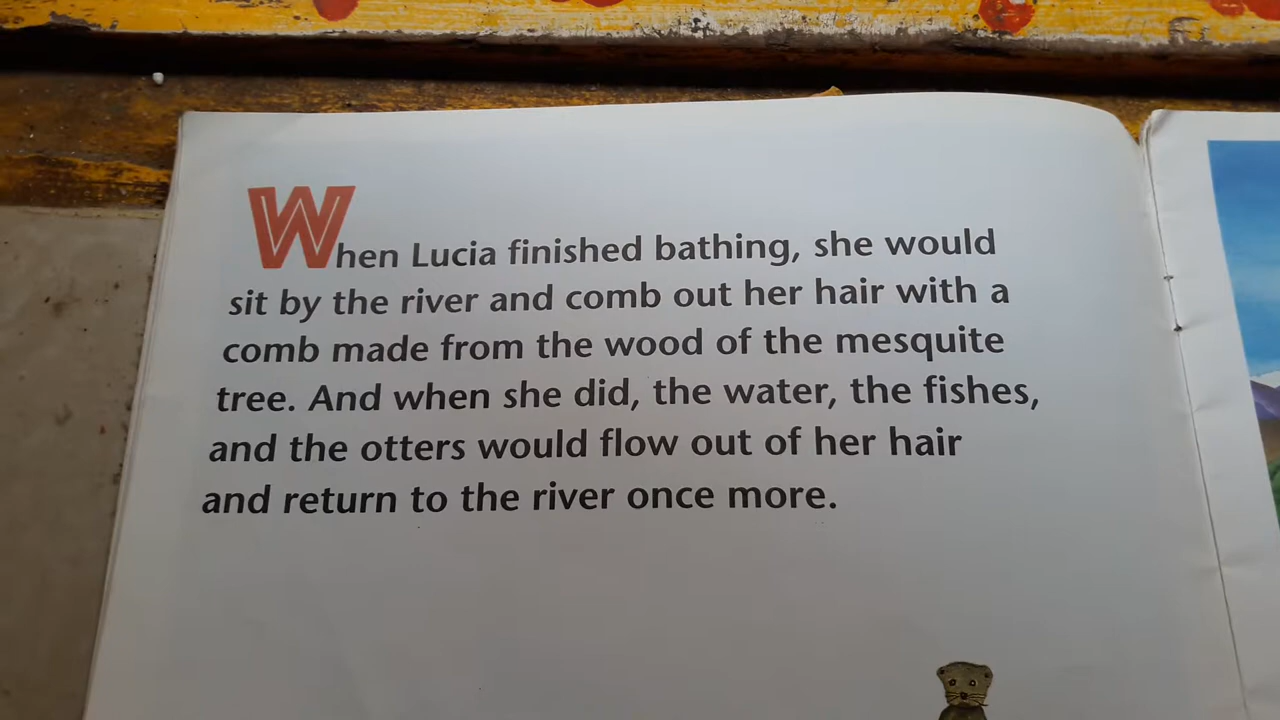 When Lucia finished bathing, she would
sit by the river and comb out her hair with a
comb made from the wood of the mesquite
tree. And when she did, the water, the fishes,
and the otters would flow out of her hair
and return to the river once more.